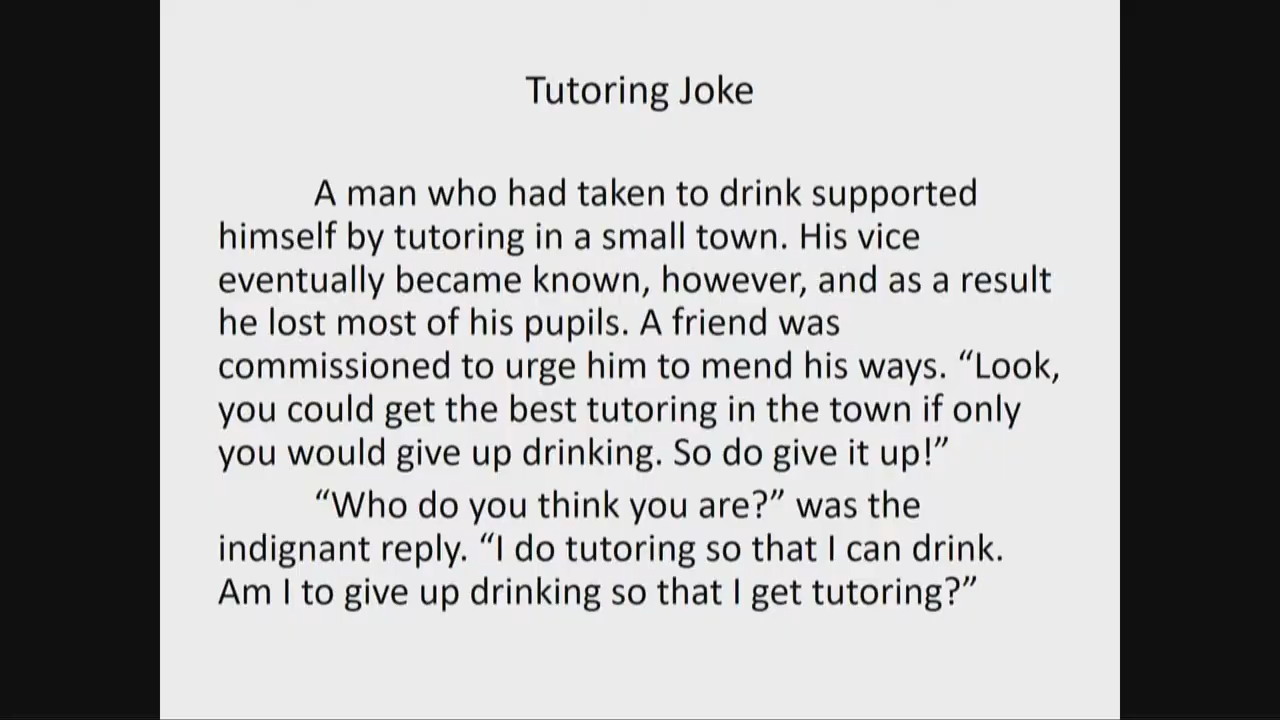 Tutoring Joke
A man who had taken to drink supported
himself by tutoring in a small town. His vice
eventually became known, however, and as a result
he lost most of his pupils. A friend was
commissioned to urge him to mend his ways. “Look,
you could get the best tutoring in the town if only
you would give up drinking. So do give it up!”
“Who do you think you are?” was the
indignant reply. “I do tutoring so that I can drink.
Am I to give up drinking so that I get tutoring?”